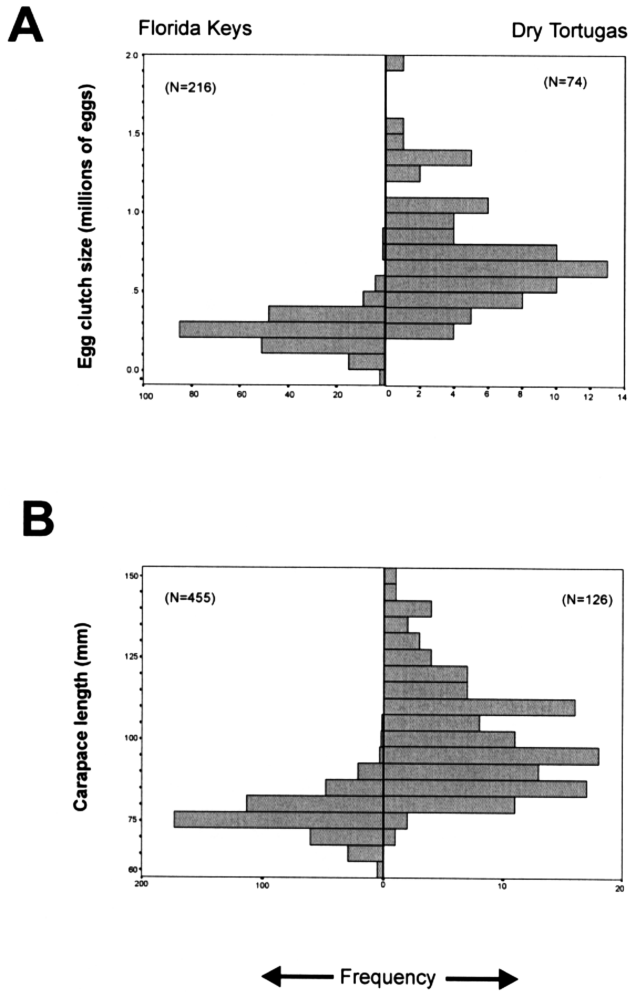 A
Florida Keys Dry Tortugas
Egg clutch size (millions of eggs)
(N=216) (N=74)
2.0
1.5
1.0
.5
0.0
100 80 60 40 20 0 2 4 6 8 10 12 14
B
Carapace length (mm)
(N=455) (N=126)
150
125
100
75
60
200 100 0 10 20
Frequency